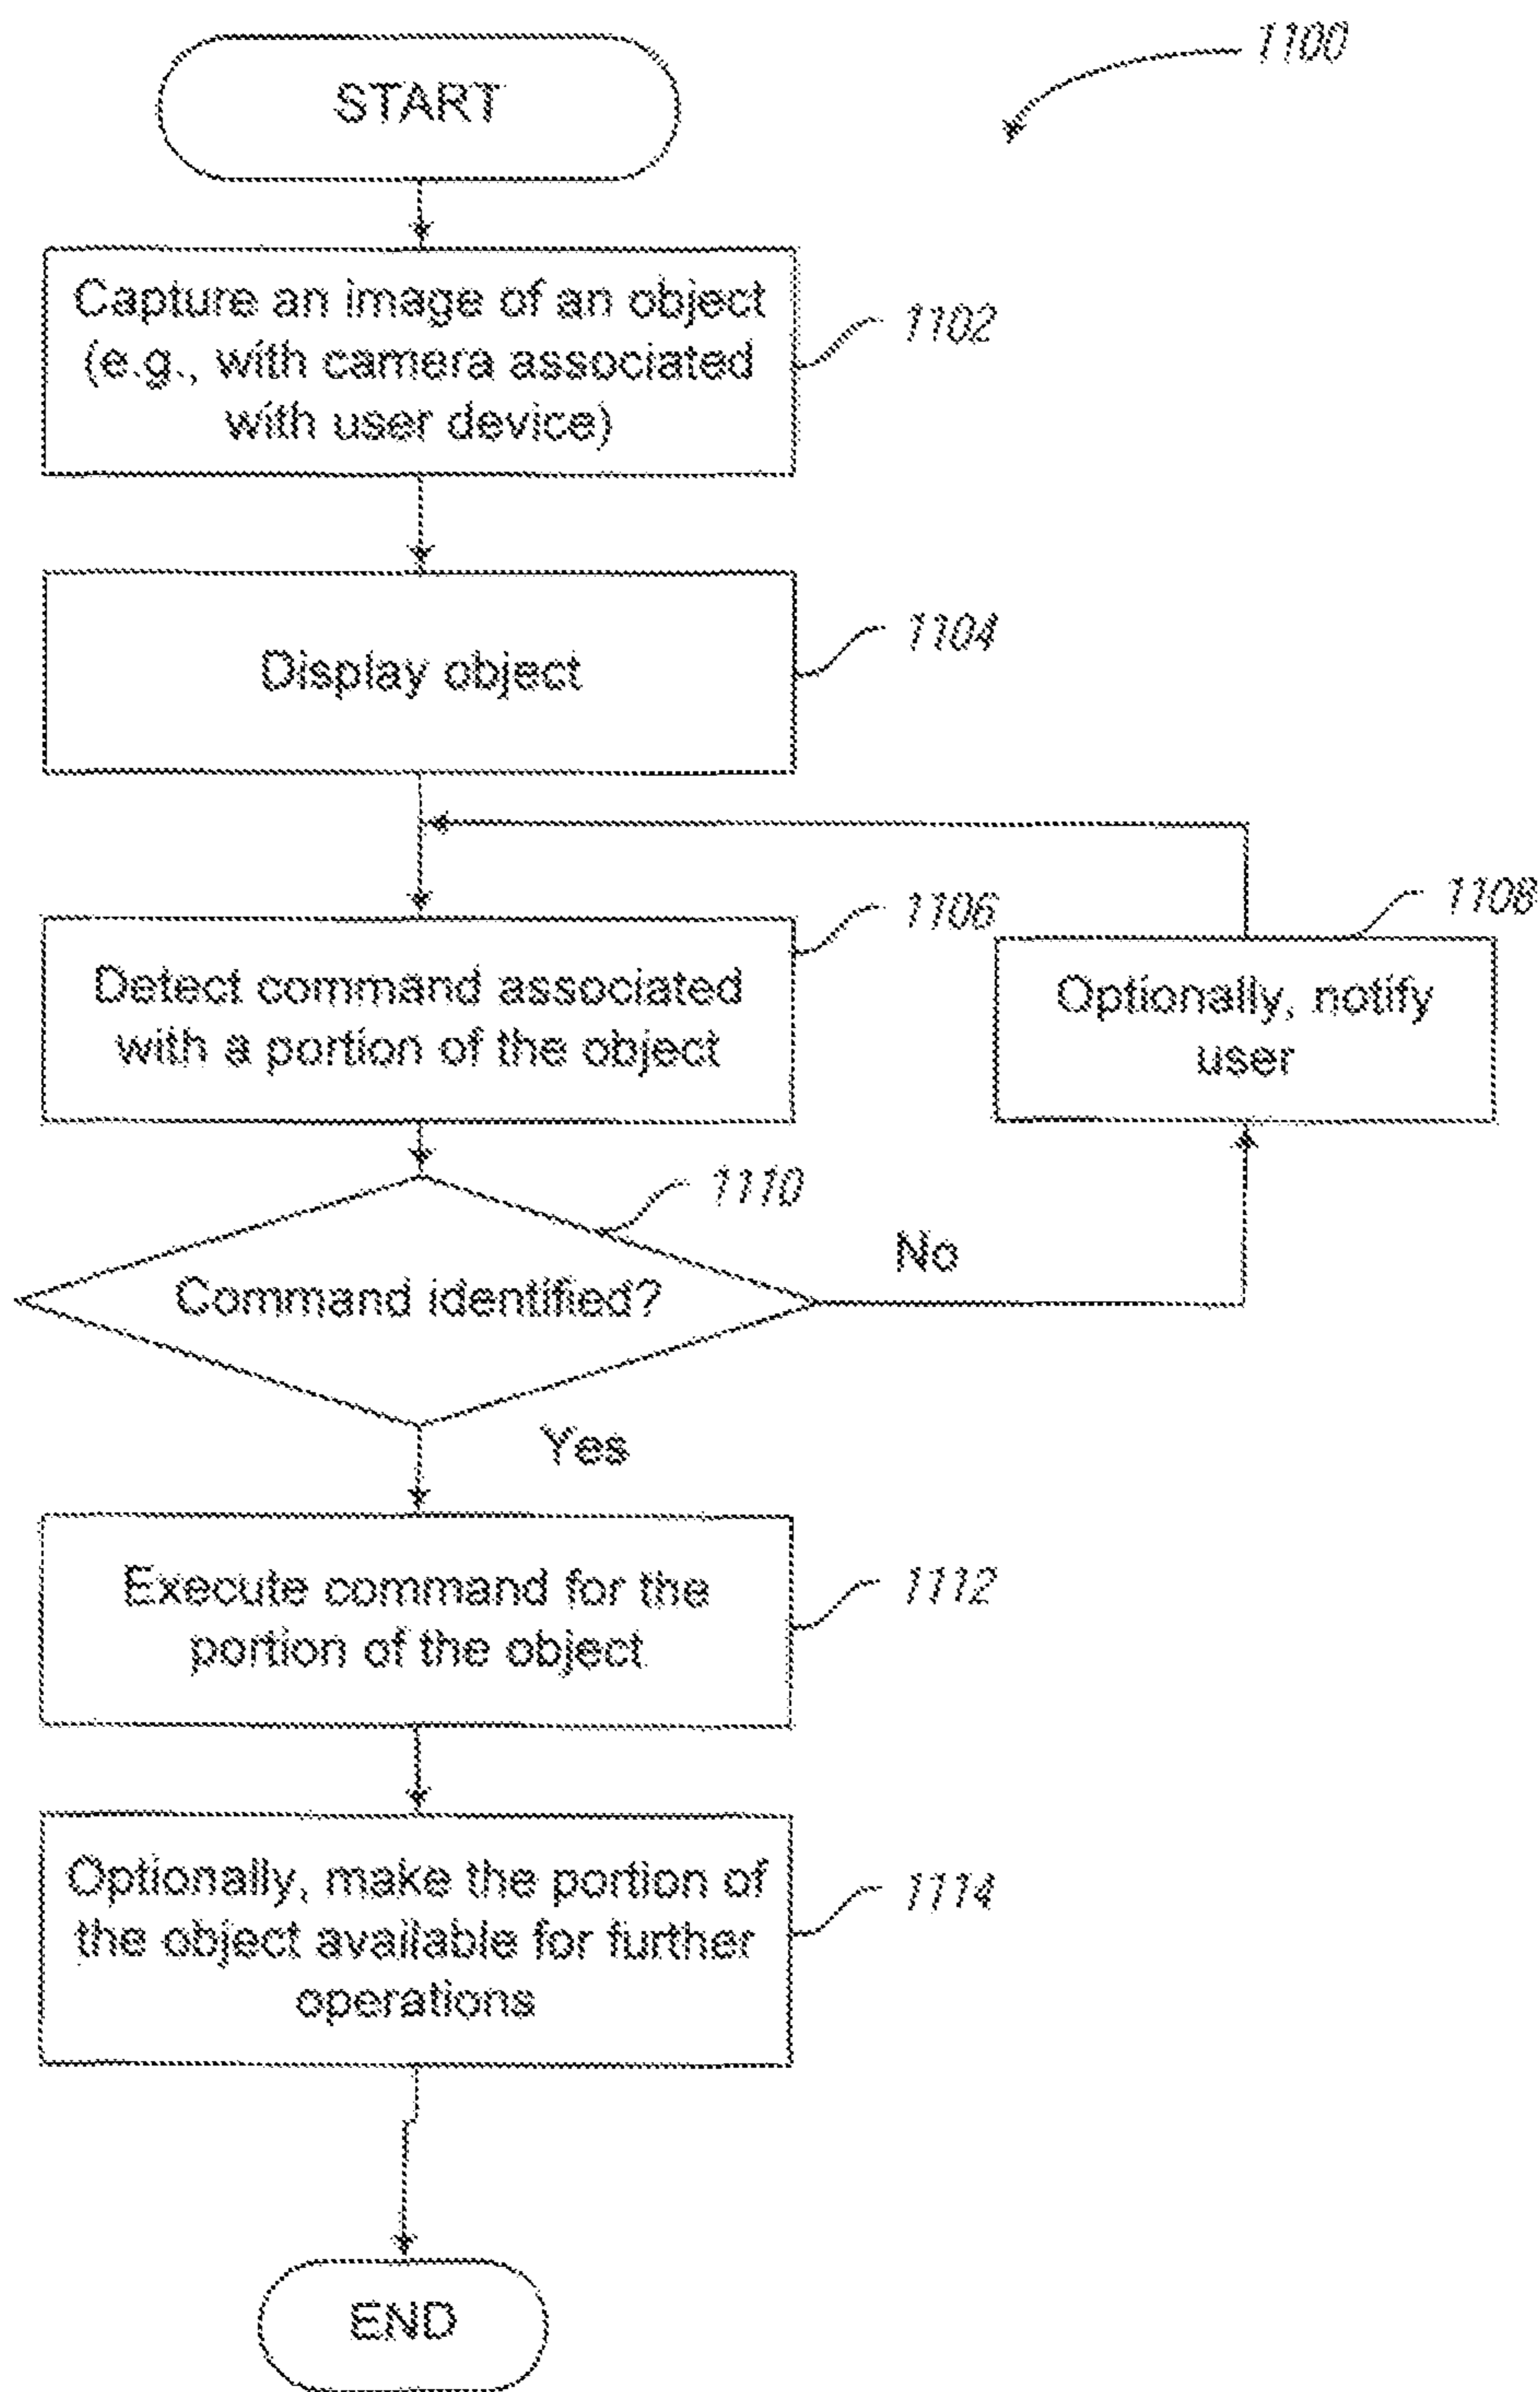 START
1100
Capture an image of an object
(e.g., with camera associated
with user device)
1102
Display object
1104
Detect command associated
with a portion of the object
1106
Optionally, notify
user
1108
Command identified?
1110
No
Yes
Execute command for the
portion of the object
1112
Optionally, make the portion of
the object available for further
operations
1114
END